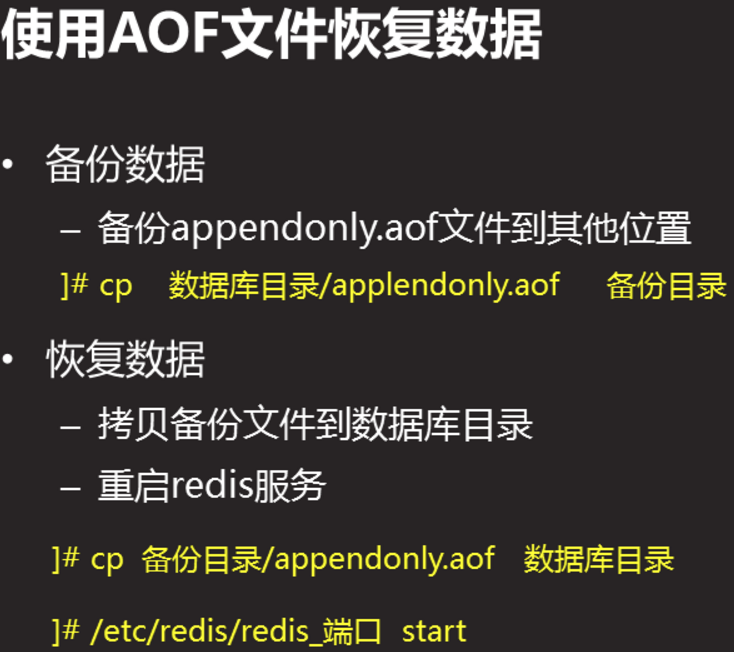 使用AOF文件恢复数据
• 备份数据
– 备份appendonly.aof文件到其他位置
]# cp 数据库目录/applendonly.aof 备份目录
• 恢复数据
– 拷贝备份文件到数据库目录
– 重启redis服务
]# cp 备份目录/appendonly.aof 数据库目录
]# /etc/redis/redis_端口 start